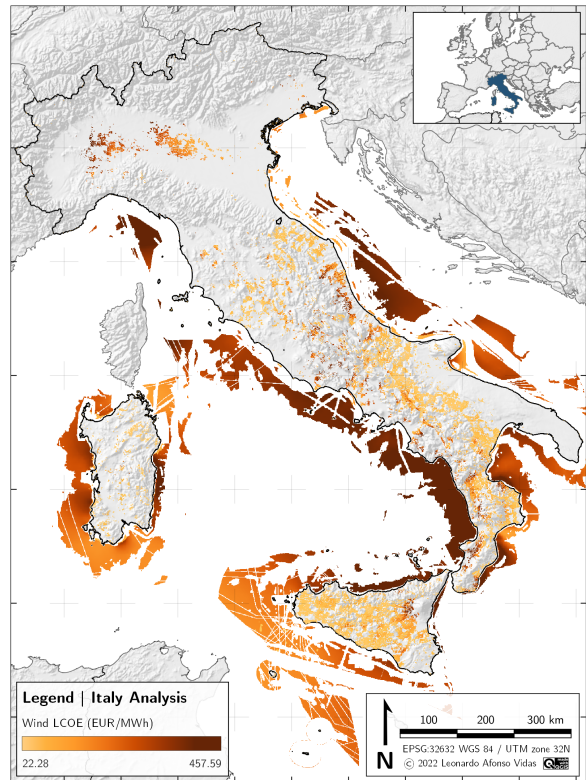 Legend | Italy Analysis
Wind LCOE (EUR/MWh)
22.28 457.59
100 200 300 km
N
EPSG:32632 WGS 84 / UTM zone 32N
© 2022 Leonardo Afonso Vidas